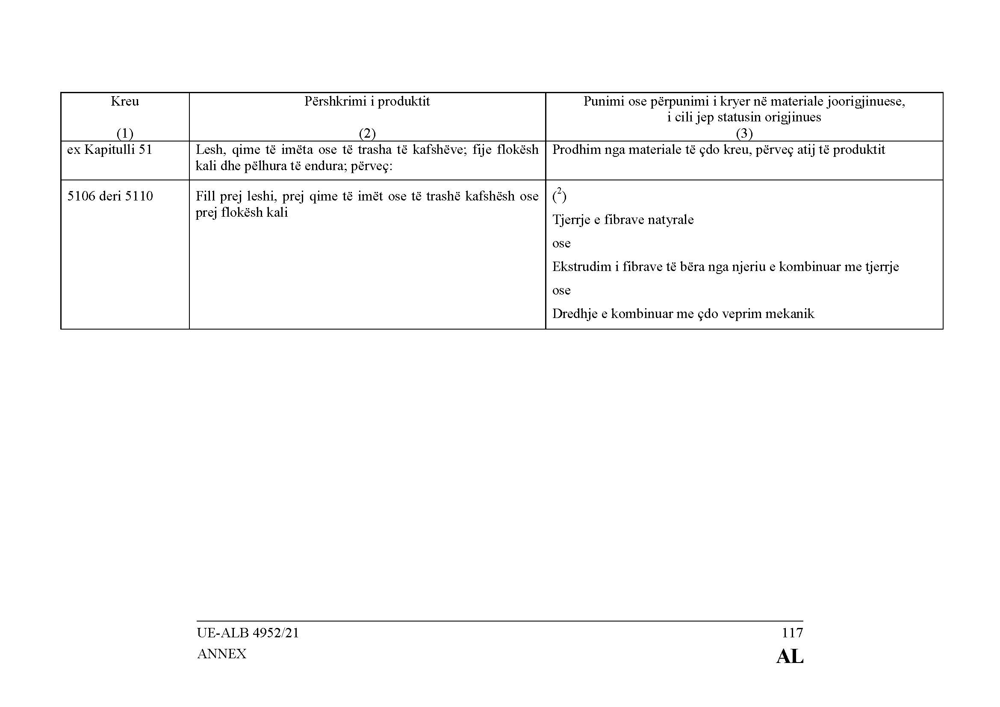 Kreu
(1)
Përshkrimi i produktit
(2)
Punimi ose përpunimi i kryer në materiale joorigjinuese,
i cili jep statusin origjinues
(3)
ex Kapitulli 51
Lesh, qime të imëta ose të trasha të kafshëve; fije flokësh
kali dhe pëlhura të endura; përveç:
Prodhim nga materiale të çdo kreu, përveç atij të produktit
5106 deri 5110
Fill prej leshi, prej qime të imët ose të trashë kafshësh ose
prej flokësh kali
(²)
Tjerrje e fibrave natyrale
ose
Ekstrudim i fibrave të bëra nga njeriu e kombinuar me tjerrje
ose
Dredhje e kombinuar me çdo veprim mekanik
UE-ALB 4952/21
117
ANNEX
AL